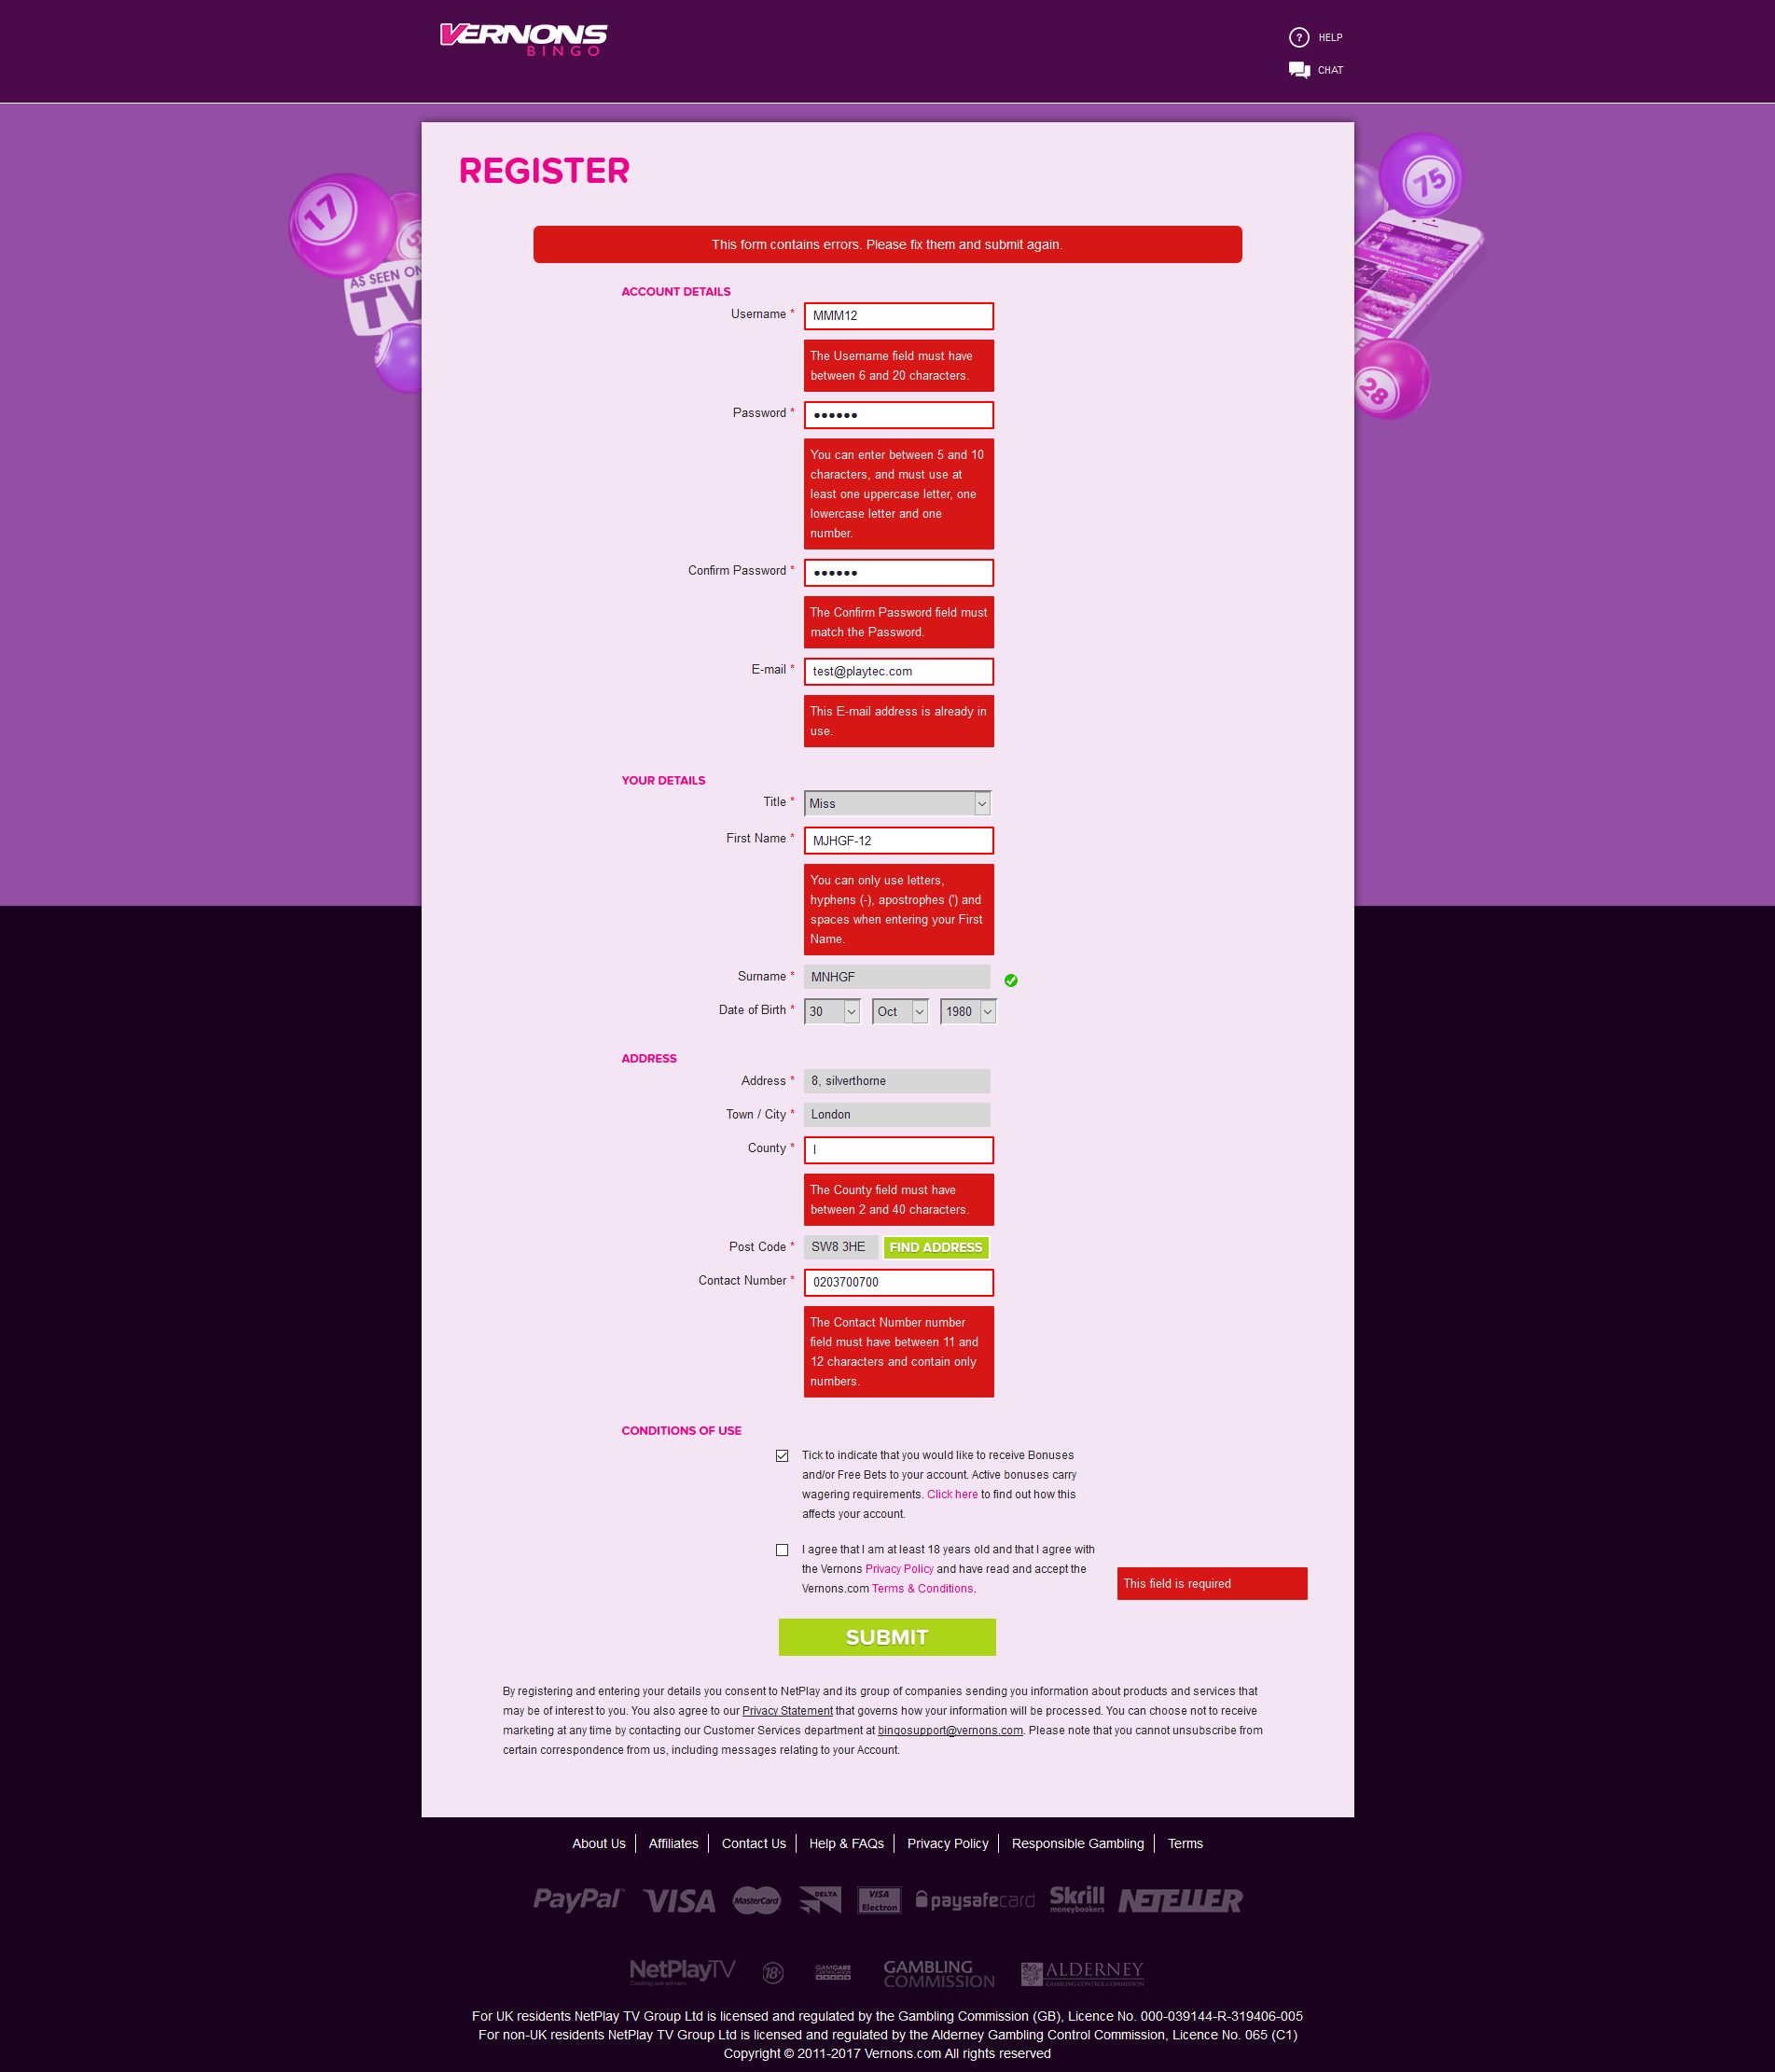 VERNONS
BINGO
? HELP
CHAT
REGISTER
17
75
AS SEEN ON
TV
28
This form contains errors. Please fix them and submit again.
ACCOUNT DETAILS
Username * MMM12
The Username field must have
between 6 and 20 characters.
Password * ••••••
You can enter between 5 and 10
characters, and must use at
least one uppercase letter, one
lowercase letter and one
number.
Confirm Password * ••••••
The Confirm Password field must
match the Password.
E-mail * test@playtec.com
This E-mail address is already in
use.
YOUR DETAILS
Title * Miss
First Name * MJHGF-12
You can only use letters,
hyphens (-), apostrophes (') and
spaces when entering your First
Name.
Surname * MNHGF
Date of Birth * 30 Oct 1980
ADDRESS
Address * 8, silverthorne
Town / City * London
County * l
The County field must have
between 2 and 40 characters.
Post Code * SW8 3HE FIND ADDRESS
Contact Number * 0203700700
The Contact Number number
field must have between 11 and
12 characters and contain only
numbers.
CONDITIONS OF USE
Tick to indicate that you would like to receive Bonuses
and/or Free Bets to your account. Active bonuses carry
wagering requirements. Click here to find out how this
affects your account.
I agree that I am at least 18 years old and that I agree with
the Vernons Privacy Policy and have read and accept the
Vernons.com Terms & Conditions.
This field is required
SUBMIT
By registering and entering your details you consent to NetPlay and its group of companies sending you information about products and services that
may be of interest to you. You also agree to our Privacy Statement that governs how your information will be processed. You can choose not to receive
marketing at any time by contacting our Customer Services department at bingosupport@vernons.com. Please note that you cannot unsubscribe from
certain correspondence from us, including messages relating to your Account.
About Us Affiliates Contact Us Help & FAQs Privacy Policy Responsible Gambling Terms
PayPal VISA MasterCard DELTA VISA Electron paysafecard Skrill moneybookers NETELLER
NetPlayTV 18+ GAMCARE CERTIFICATION GAMBLING COMMISSION ALDERNEY GAMBLING CONTROL COMMISSION
For UK residents NetPlay TV Group Ltd is licensed and regulated by the Gambling Commission (GB), Licence No. 000-039144-R-319406-005
For non-UK residents NetPlay TV Group Ltd is licensed and regulated by the Alderney Gambling Control Commission, Licence No. 065 (C1)
Copyright © 2011-2017 Vernons.com All rights reserved